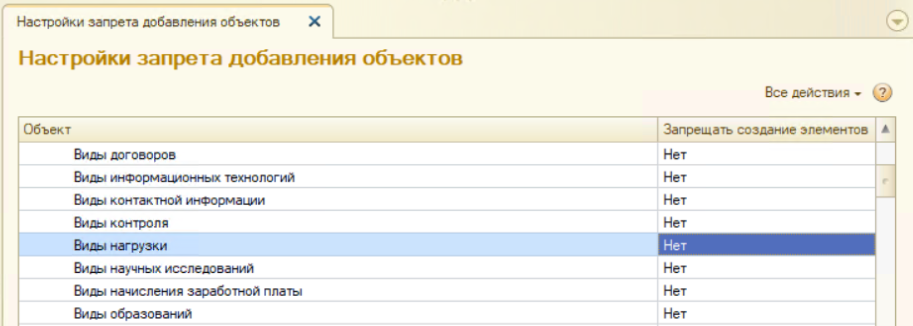 Настройки запрета добавления объектов
Настройки запрета добавления объектов
Все действия
Объект Запрещать создание элементов
Виды договоров Нет
Виды информационных технологий Нет
Виды контактной информации Нет
Виды контроля Нет
Виды нагрузки Нет
Виды научных исследований Нет
Виды начисления заработной платы Нет
Виды образований Нет